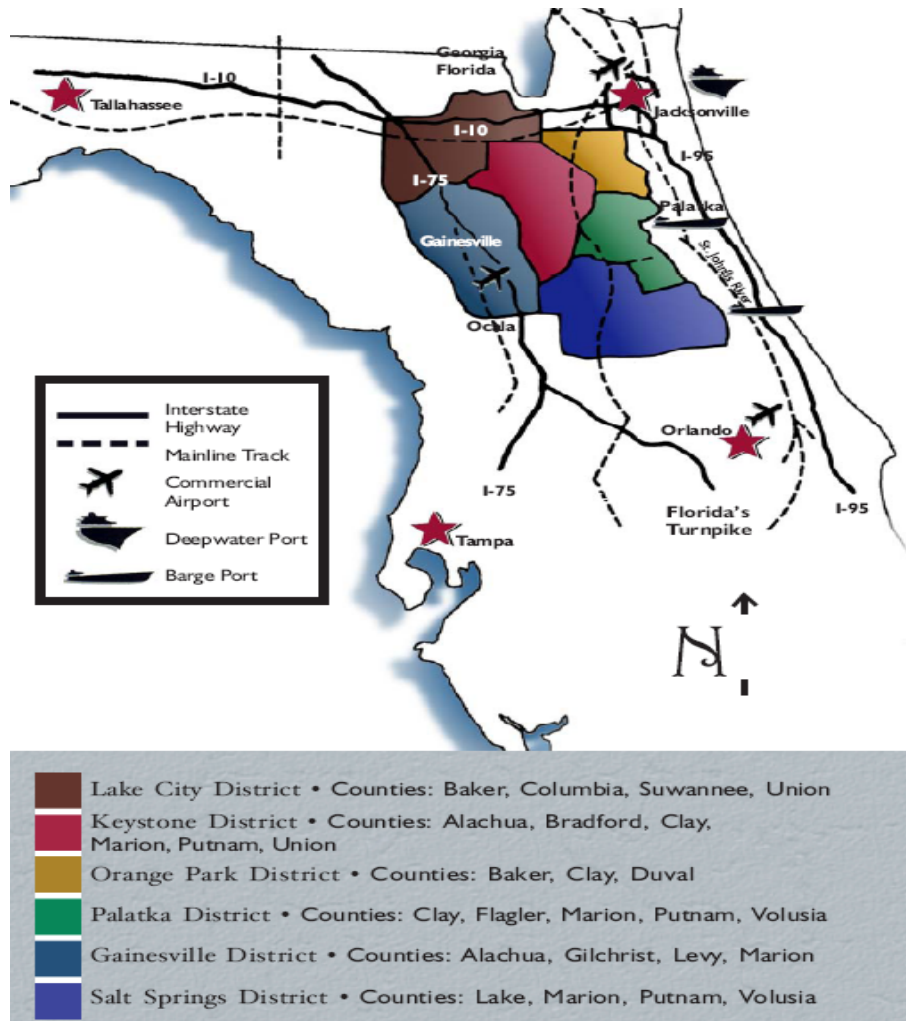 Georgia
Florida
I-10
Tallahassee
Jacksonville
I-10
I-95
I-75
Palatka
Gainesville
St. John's River
Ocala
Interstate
Highway
Mainline Track
Commercial
Airport
Deepwater Port
Barge Port
Orlando
I-75
Florida's
Turnpike
I-95
Tampa
N
Lake City District • Counties: Baker, Columbia, Suwannee, Union
Keystone District • Counties: Alachua, Bradford, Clay,
Marion, Putnam, Union
Orange Park District • Counties: Baker, Clay, Duval
Palatka District • Counties: Clay, Flagler, Marion, Putnam, Volusia
Gainesville District • Counties: Alachua, Gilchrist, Levy, Marion
Salt Springs District • Counties: Lake, Marion, Putnam, Volusia